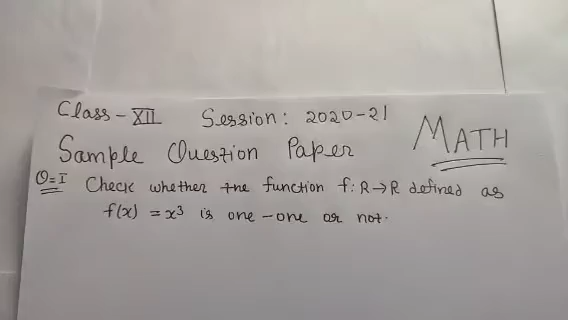 Class - XII Session: 2020-21
MATH
Sample Question Paper
Q=I Check whether the function f: R→R defined as
f(x) = x³ is one-one or not.